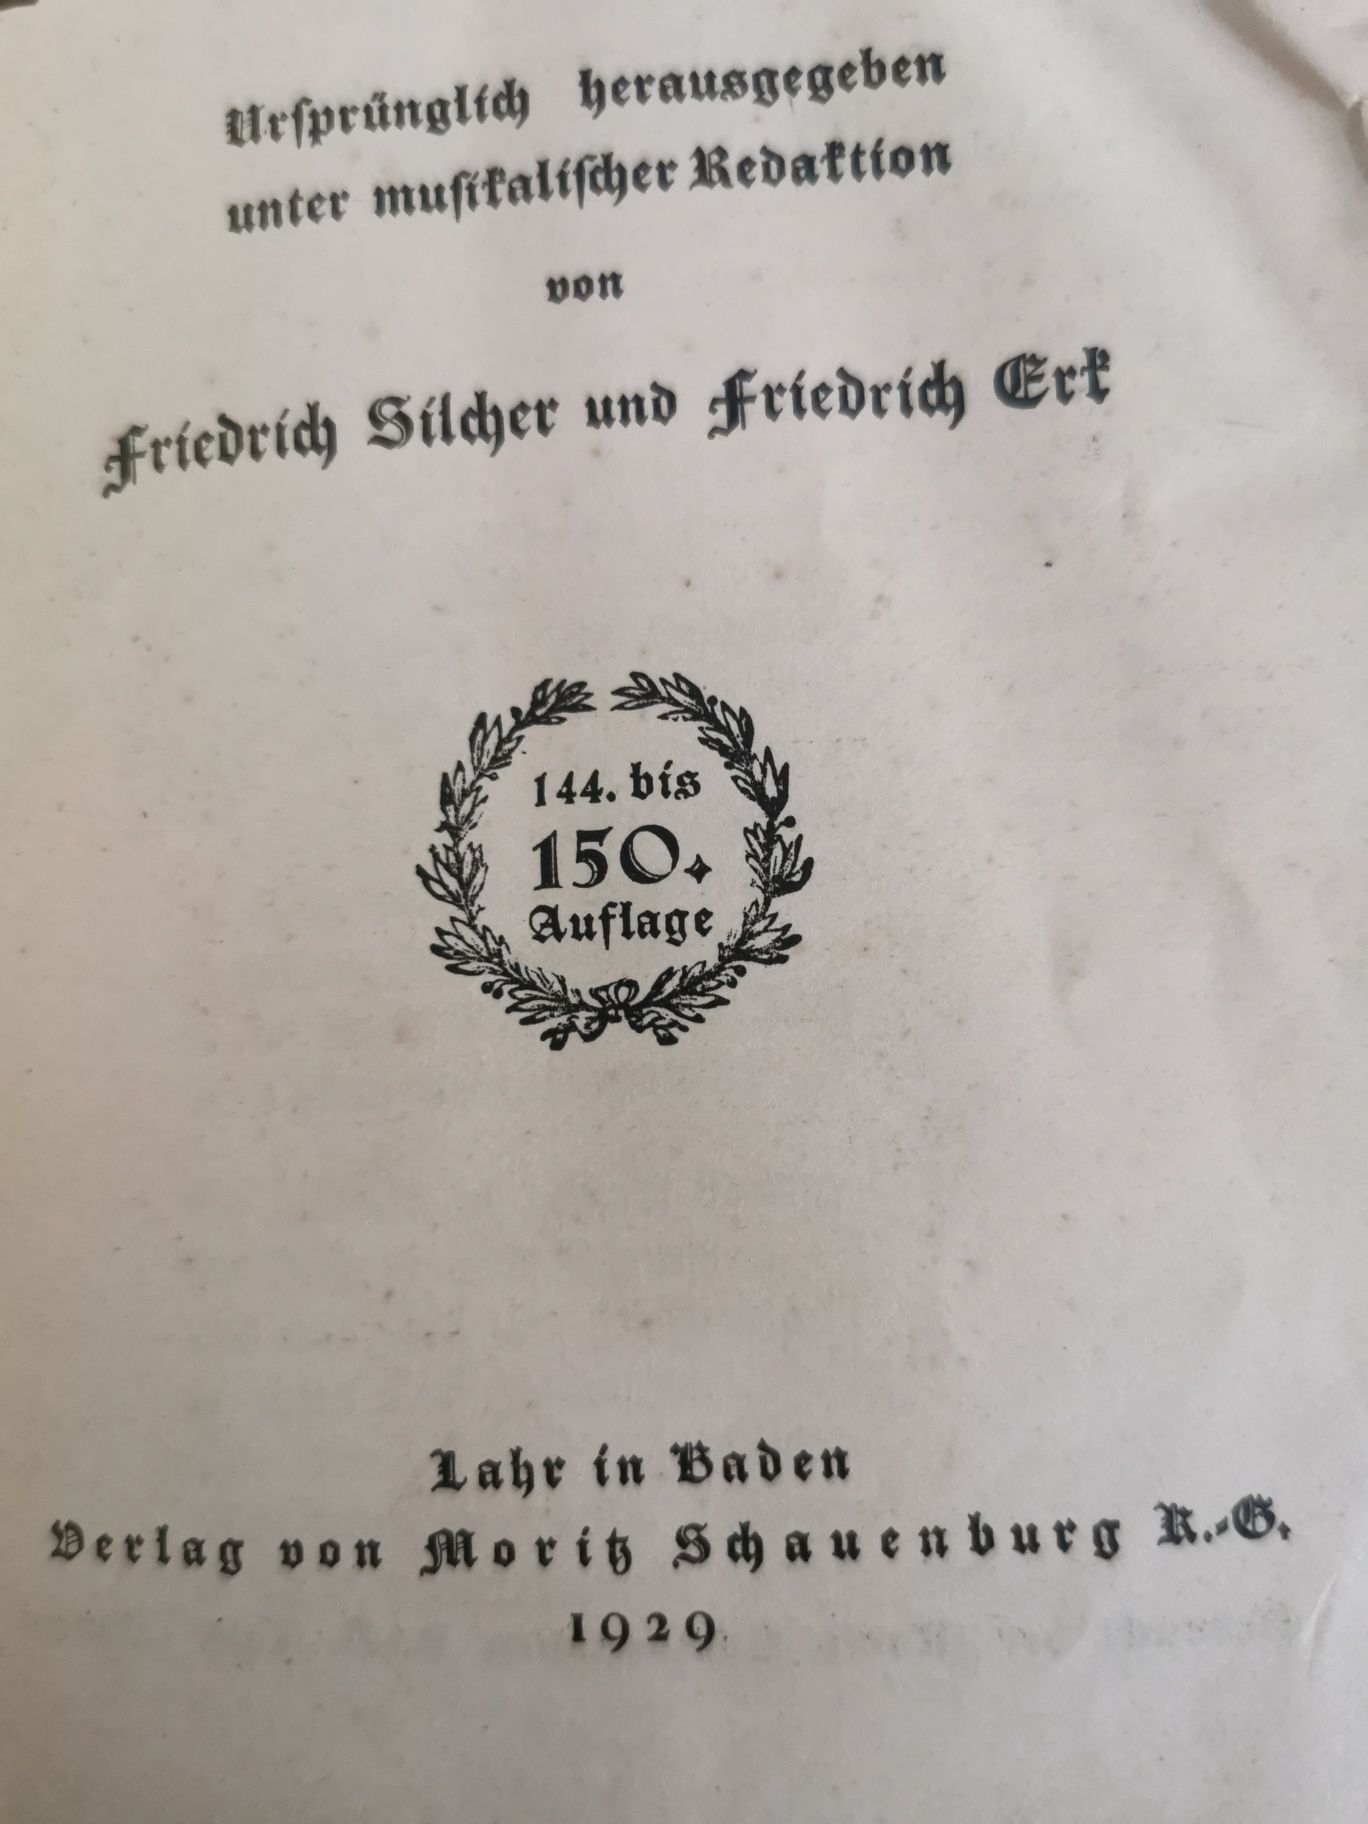 Urſprünglich herausgegeben
unter muſikaliſcher Redaktion
von
Friedrich Silcher und Friedrich Erk
144. bis
150.
Auflage
Lahr in Baden
Verlag von Moritz Schauenburg K.-G.
1929